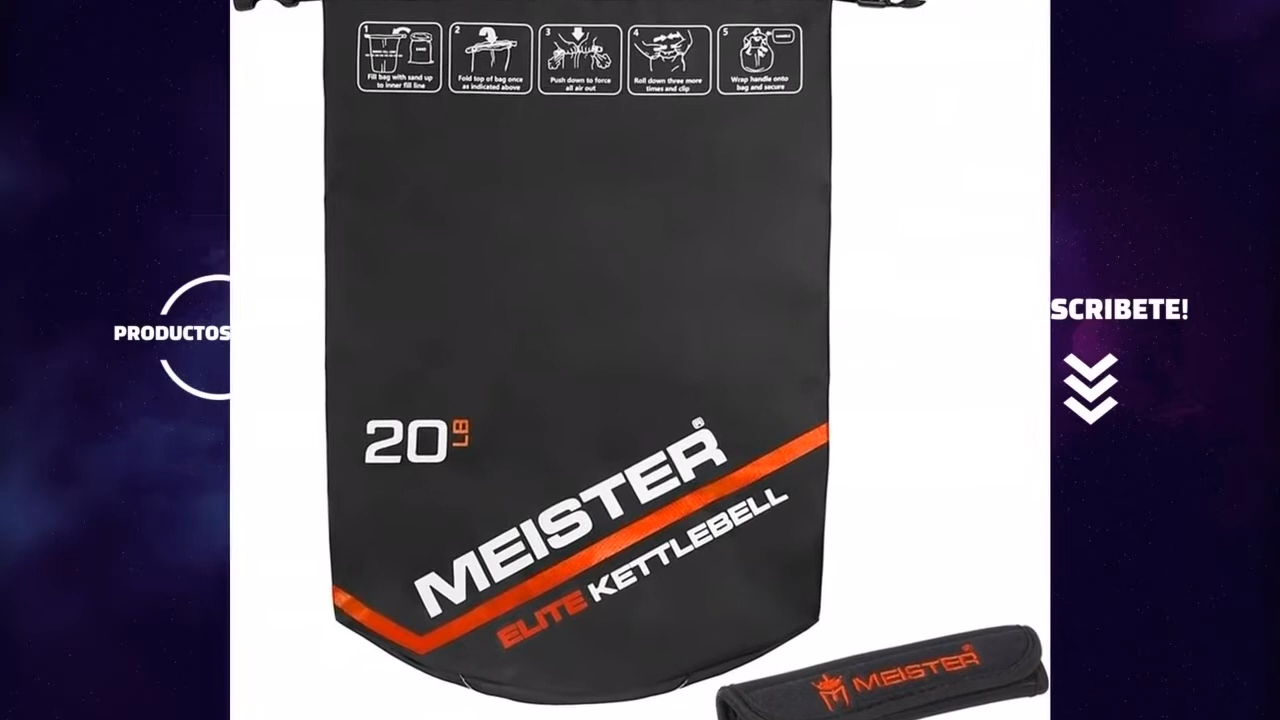 1
Fill bag with sand up
to inner fill line
2
Fold top of bag once
as indicated above
3
Push down to force
all air out
4
Roll down three more
times and clip
5
Wrap handle onto
bag and secure
PRODUCTOS
SCRIBETE!
20 LB
MEISTER®
ELITE KETTLEBELL
MEISTER®